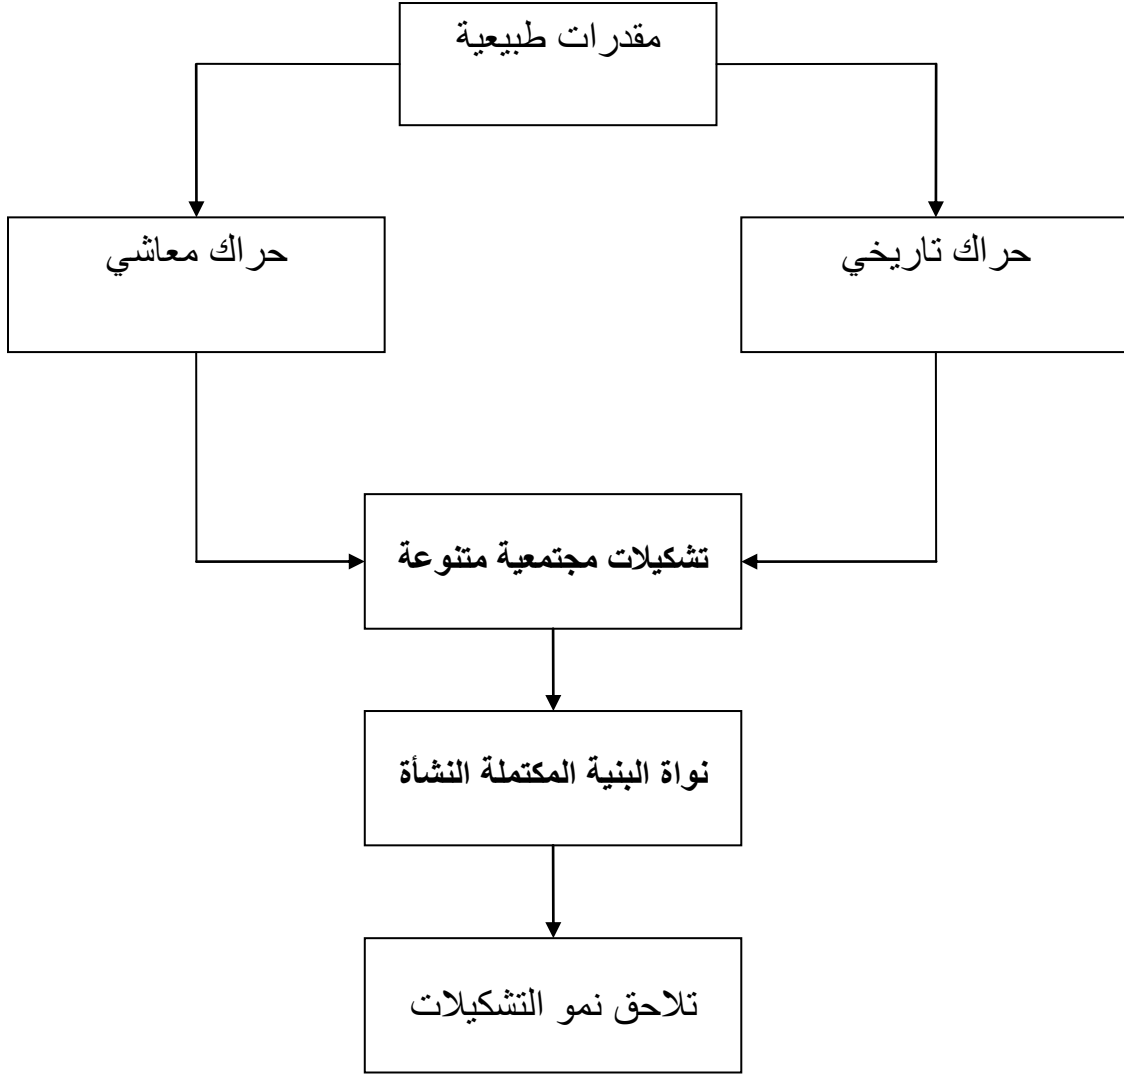 مقدرات طبيعية
حراك تاريخي
حراك معاشي
تشكيلات مجتمعية متنوعة
نواة البنية المكتملة النشأة
تلاحق نمو التشكيلات